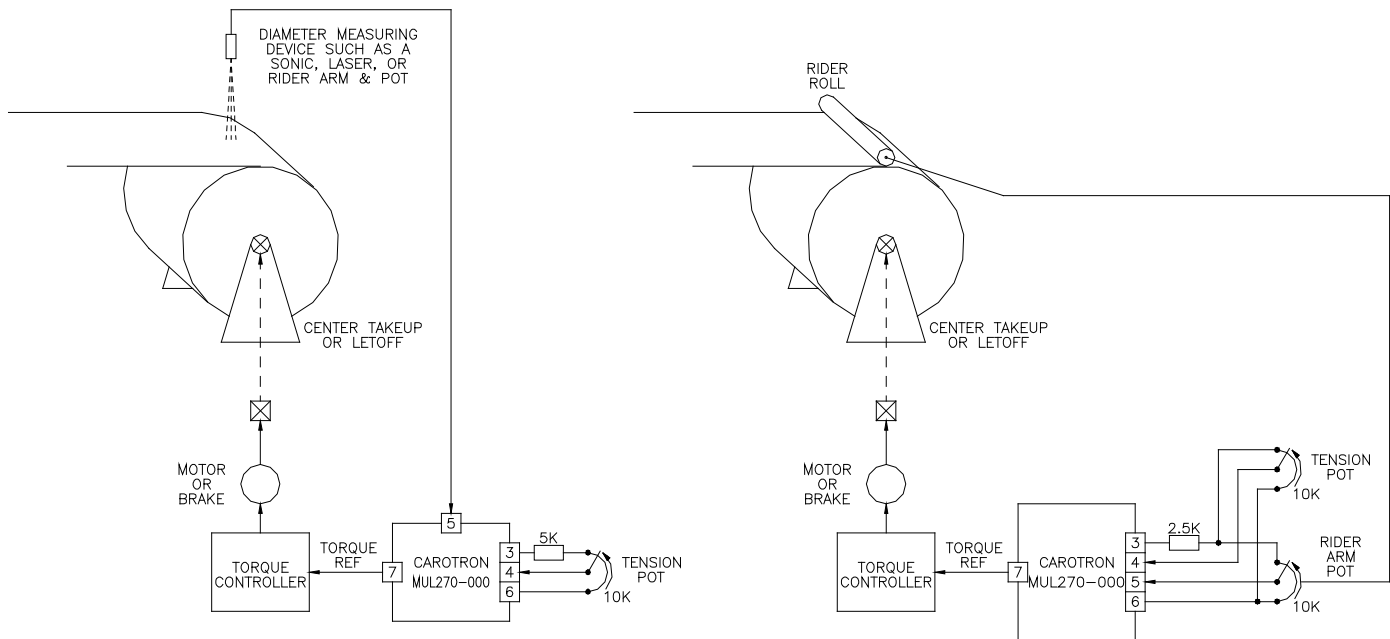 DIAMETER MEASURING
DEVICE SUCH AS A
SONIC, LASER, OR
RIDER ARM & POT
CENTER TAKEUP
OR LETOFF
MOTOR
OR
BRAKE
TORQUE
CONTROLLER
TORQUE
REF
7
5
CAROTRON
MUL270-000
3
4
6
5K
10K
TENSION
POT
RIDER
ROLL
CENTER TAKEUP
OR LETOFF
MOTOR
OR
BRAKE
TORQUE
CONTROLLER
TORQUE
REF
7
CAROTRON
MUL270-000
3
4
5
6
2.5K
TENSION
POT
10K
RIDER
ARM
POT
10K